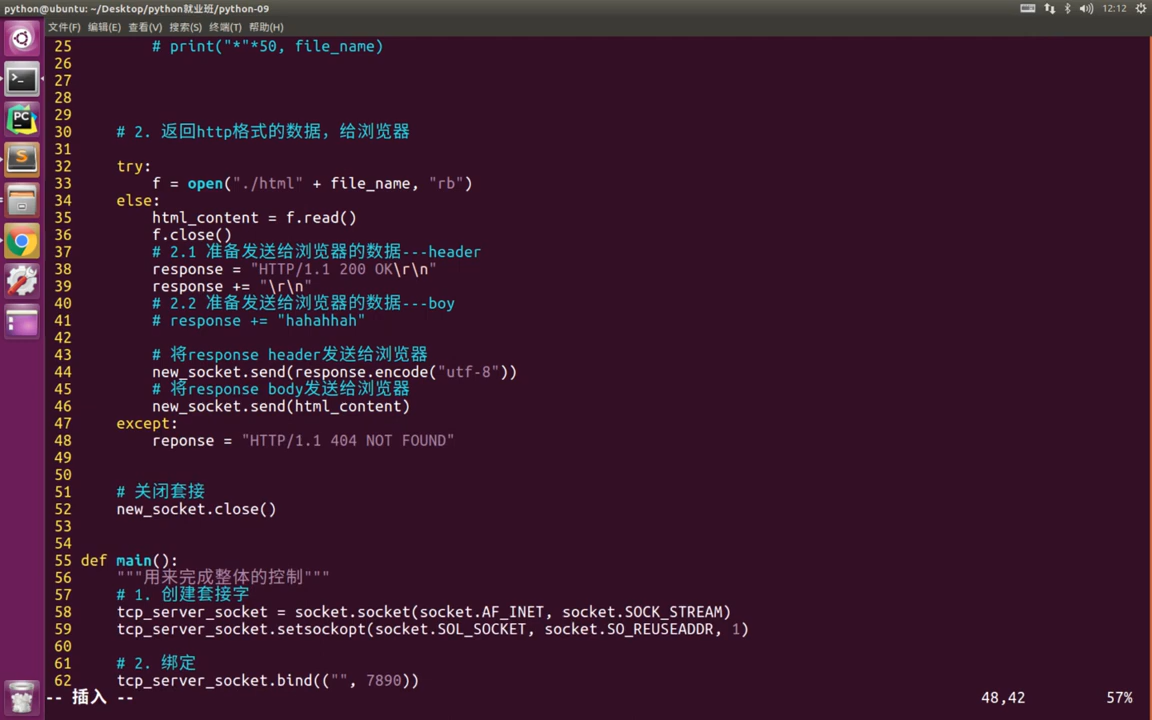 python@ubuntu: ~/Desktop/python就业班/python-09
12:12
文件(F) 编辑(E) 查看(V) 搜索(S) 终端(T) 帮助(H)
25         # print("*"*50, file_name)
26
27
28
29
30     # 2. 返回http格式的数据，给浏览器
31
32     try:
33         f = open("./html" + file_name, "rb")
34     else:
35         html_content = f.read()
36         f.close()
37         # 2.1 准备发送给浏览器的数据---header
38         response = "HTTP/1.1 200 OK\r\n"
39         response += "\r\n"
40         # 2.2 准备发送给浏览器的数据---boy
41         # response += "hahahhah"
42
43         # 将response header发送给浏览器
44         new_socket.send(response.encode("utf-8"))
45         # 将response body发送给浏览器
46         new_socket.send(html_content)
47     except:
48         reponse = "HTTP/1.1 404 NOT FOUND"
49
50
51     # 关闭套接
52     new_socket.close()
53
54
55 def main():
56     """用来完成整体的控制"""
57     # 1. 创建套接字
58     tcp_server_socket = socket.socket(socket.AF_INET, socket.SOCK_STREAM)
59     tcp_server_socket.setsockopt(socket.SOL_SOCKET, socket.SO_REUSEADDR, 1)
60
61     # 2. 绑定
62     tcp_server_socket.bind(("", 7890))
-- 插入 --
48,42
57%
PC
S